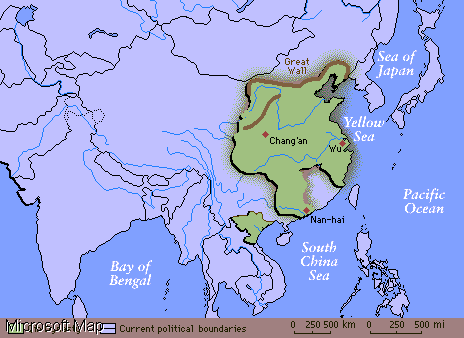 Great
Wall
Sea of
Japan
Yellow
Sea
Chang'an
Wu
Pacific
Ocean
Nan-hai
South
China
Sea
Bay of
Bengal
Microsoft Map
Current political boundaries
0 250 500 km
0 250 500 mi